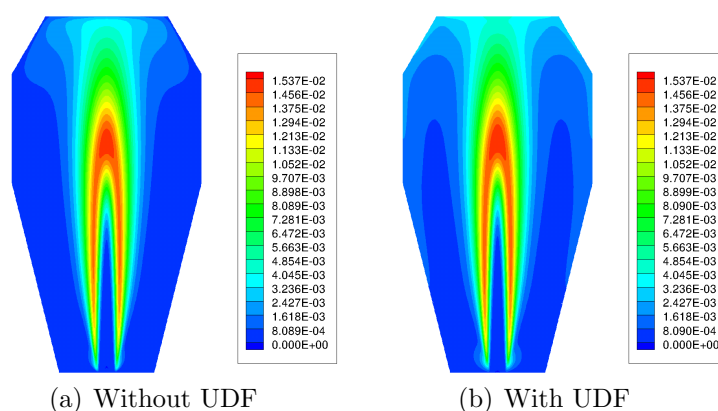 1.537E-02
1.456E-02
1.375E-02
1.294E-02
1.213E-02
1.133E-02
1.052E-02
9.707E-03
8.898E-03
8.089E-03
7.281E-03
6.472E-03
5.663E-03
4.854E-03
4.045E-03
3.236E-03
2.427E-03
1.618E-03
8.089E-04
0.000E+00
(a) Without UDF
1.537E-02
1.456E-02
1.375E-02
1.294E-02
1.213E-02
1.133E-02
1.052E-02
9.707E-03
8.899E-03
8.090E-03
7.281E-03
6.472E-03
5.663E-03
4.854E-03
4.045E-03
3.236E-03
2.427E-03
1.618E-03
8.090E-04
0.000E+00
(b) With UDF